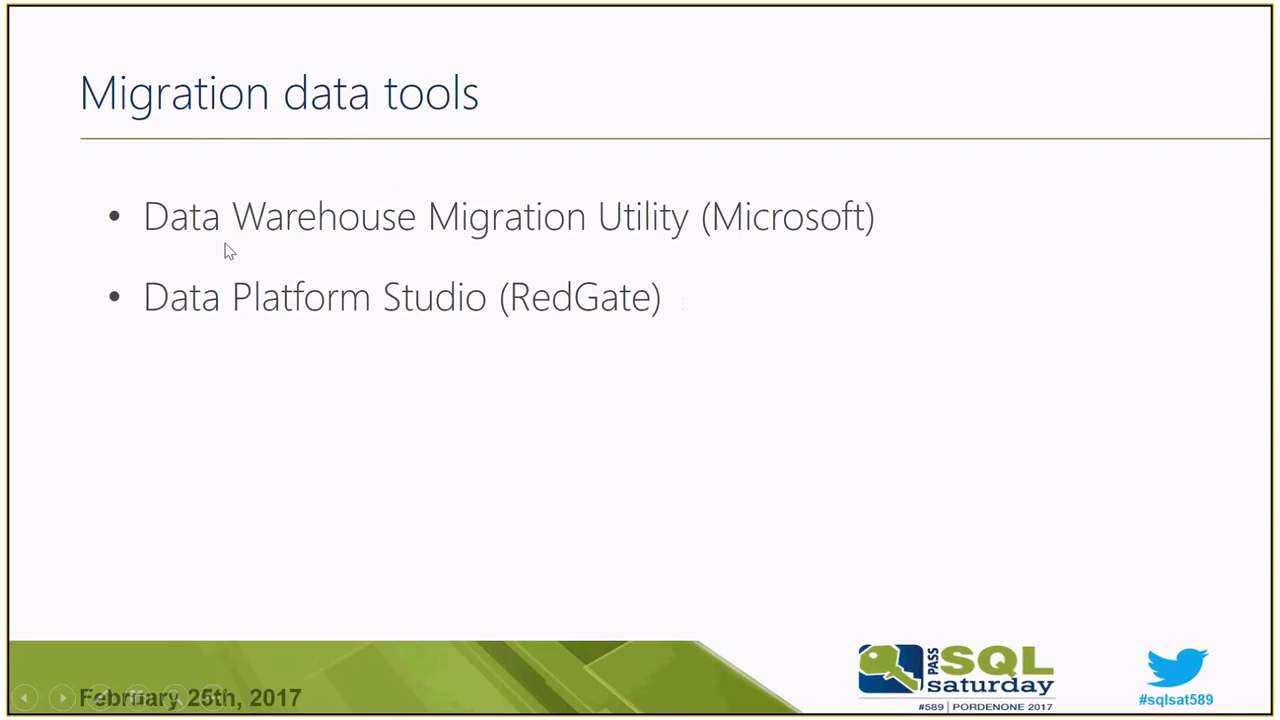 Migration data tools
• Data Warehouse Migration Utility (Microsoft)
• Data Platform Studio (RedGate)
February 25th, 2017
PASS SQL saturday
#589 | PORDENONE 2017
#sqlsat589